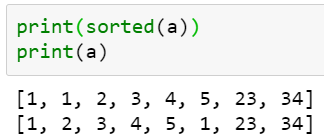 print(sorted(a))
print(a)
[1, 1, 2, 3, 4, 5, 23, 34]
[1, 2, 3, 4, 5, 1, 23, 34]